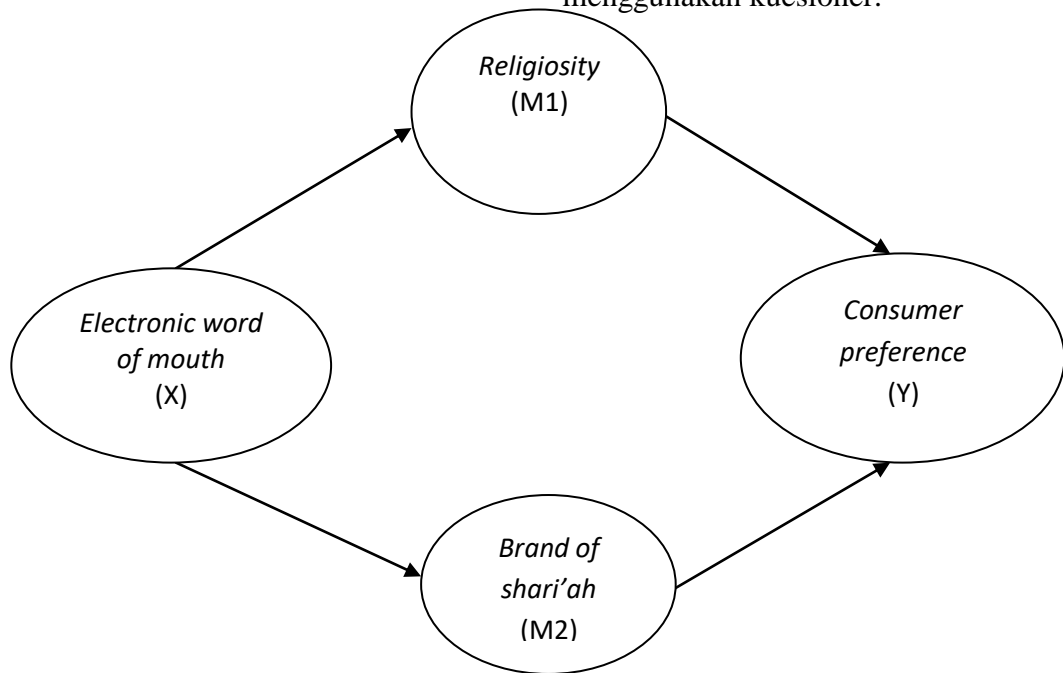 menggunakan kuesioner.
Religiosity
(M1)
Electronic word
of mouth
(X)
Consumer
preference
(Y)
Brand of
shari’ah
(M2)